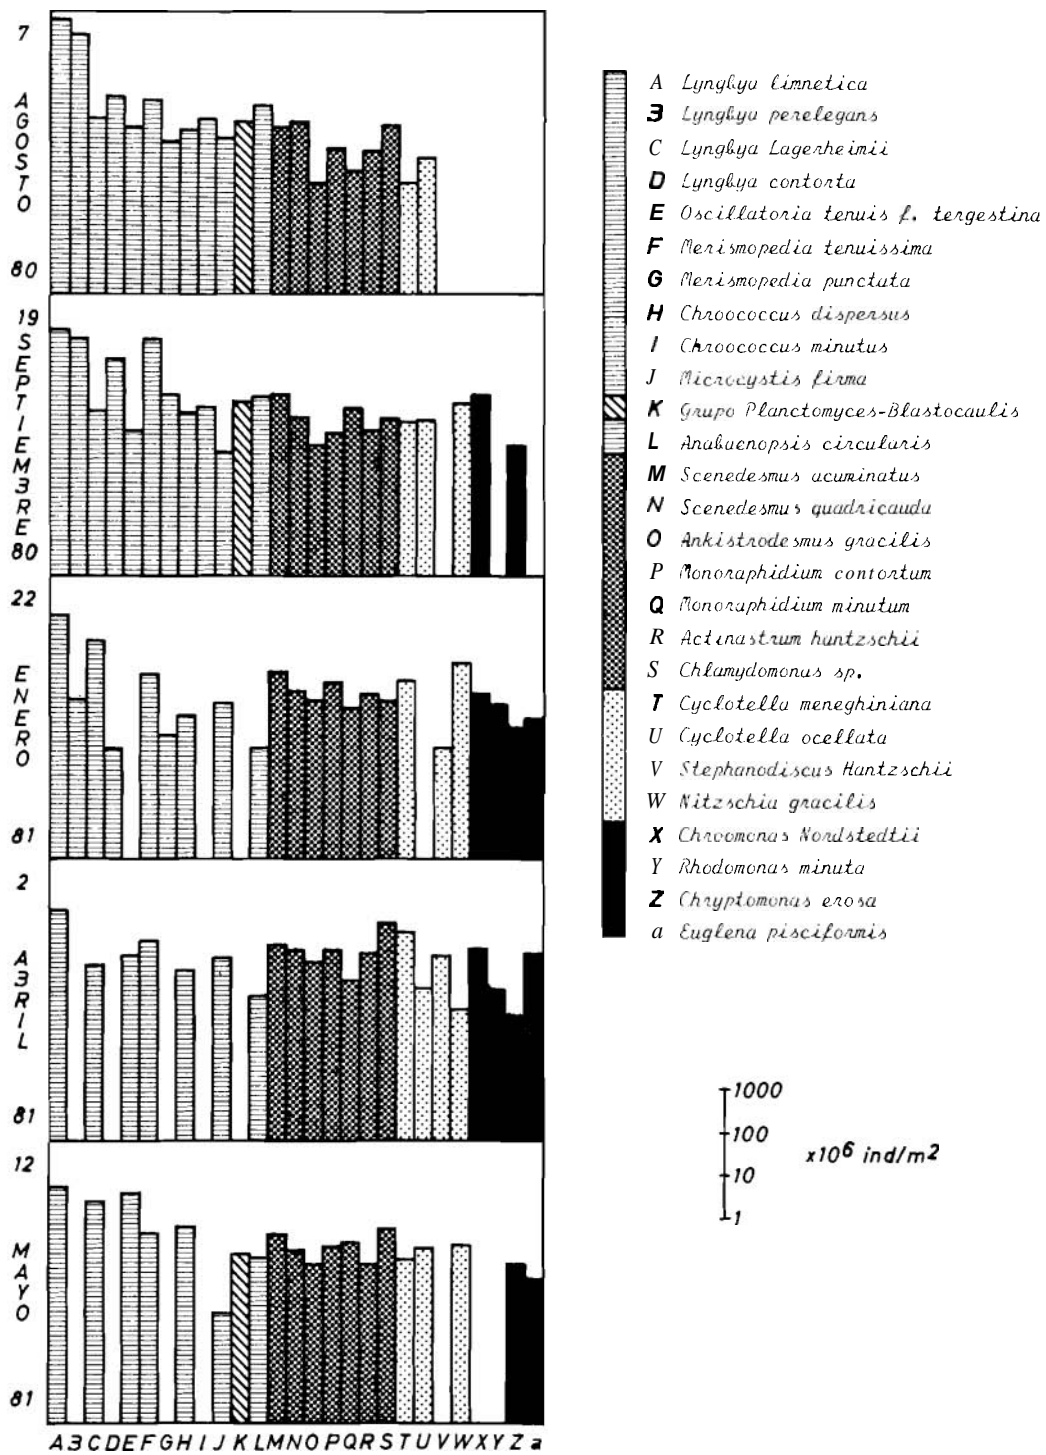 7
AGOSTO
80
19
SEPTIEMBRE
80
22
ENERO
81
2
ABRIL
81
12
MAYO
81
A B C D E F G H I J K L M N O P Q R S T U V W X Y Z a
A Lyngbya limnetica
B Lyngbya perelegans
C Lyngbya Lagerheimii
D Lyngbya contorta
E Oscillatoria tenuis f. tergestina
F Merismopedia tenuissima
G Merismopedia punctata
H Chroococcus dispersus
I Chroococcus minutus
J Microcystis firma
K Grupo Planctomyces-Blastocaulis
L Anabaenopsis circularis
M Scenedesmus acuminatus
N Scenedesmus quadricauda
O Ankistrodesmus gracilis
P Monoraphidium contortum
Q Monoraphidium minutum
R Actinastrum hantzschii
S Chlamydomonas sp.
T Cyclotella meneghiniana
U Cyclotella ocellata
V Stephanodiscus Hantzschii
W Nitzschia gracilis
X Chroomonas Nordstedtii
Y Rhodomonas minuta
Z Chryptomonas erosa
a Euglena pisciformis
1000
100
10
1
x10⁶ ind/m²